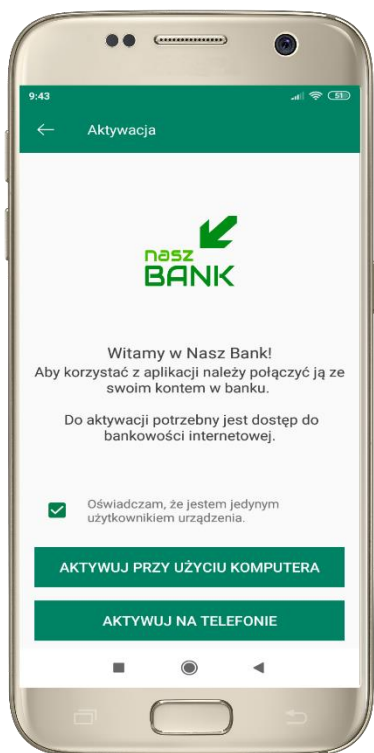 9:43
51
Aktywacja
nasz
BANK
Witamy w Nasz Bank!
Aby korzystać z aplikacji należy połączyć ją ze
swoim kontem w banku.
Do aktywacji potrzebny jest dostęp do
bankowości internetowej.
Oświadczam, że jestem jedynym
użytkownikiem urządzenia.
AKTYWUJ PRZY UŻYCIU KOMPUTERA
AKTYWUJ NA TELEFONIE